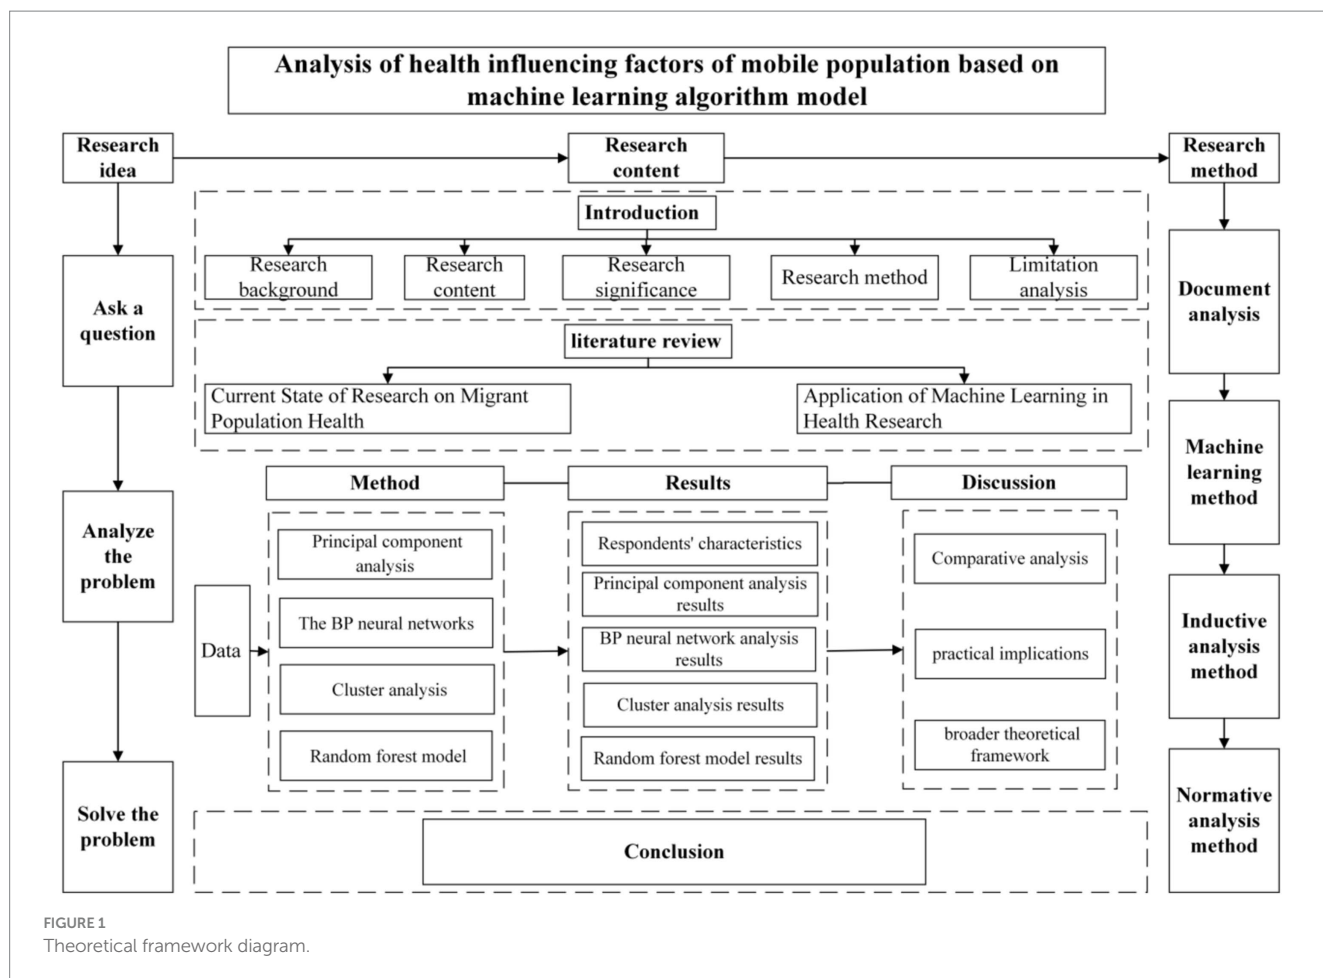 Analysis of health influencing factors of mobile population based on
machine learning algorithm model
Research
idea
Research
content
Research
method
Introduction
Research
background
Research
content
Research
significance
Research method
Limitation
analysis
Ask a
question
Document
analysis
literature review
Current State of Research on Migrant
Population Health
Application of Machine Learning in
Health Research
Machine
learning
method
Method
Results
Discussion
Analyze
the
problem
Data
Principal component
analysis
The BP neural networks
Cluster analysis
Random forest model
Respondents' characteristics
Principal component analysis
results
BP neural network analysis
results
Cluster analysis results
Random forest model results
Comparative analysis
practical implications
broader theoretical
framework
Inductive
analysis
method
Solve the
problem
Conclusion
Normative
analysis
method
FIGURE 1
Theoretical framework diagram.